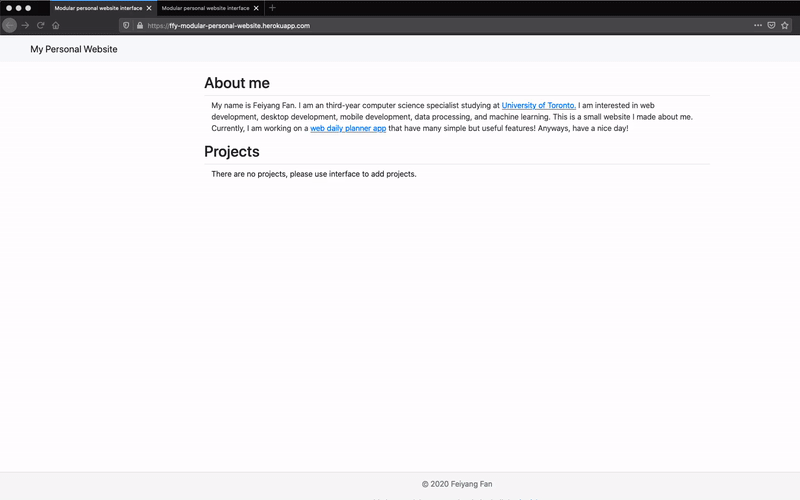 Modular personal website interface
Modular personal website interface
https://ffy-modular-personal-website.herokuapp.com
My Personal Website
About me
My name is Feiyang Fan. I am an third-year computer science specialist studying at University of Toronto. I am interested in web
development, desktop development, mobile development, data processing, and machine learning. This is a small website I made about me.
Currently, I am working on a web daily planner app that have many simple but useful features! Anyways, have a nice day!
Projects
There are no projects, please use interface to add projects.
© 2020 Feiyang Fan